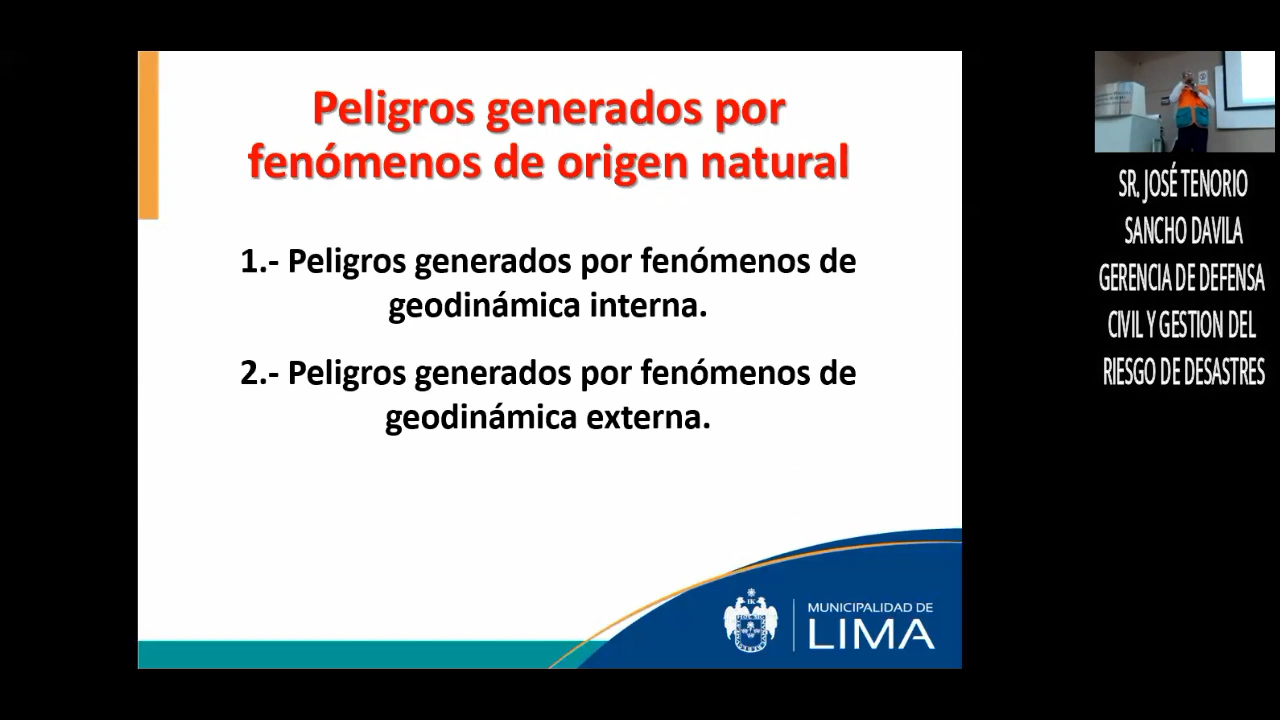 Peligros generados por
fenómenos de origen natural
1.- Peligros generados por fenómenos de
geodinámica interna.
2.- Peligros generados por fenómenos de
geodinámica externa.
MUNICIPALIDAD DE
LIMA
SR. JOSÉ TENORIO
SANCHO DAVILA
GERENCIA DE DEFENSA
CIVIL Y GESTION DEL
RIESGO DE DESASTRES